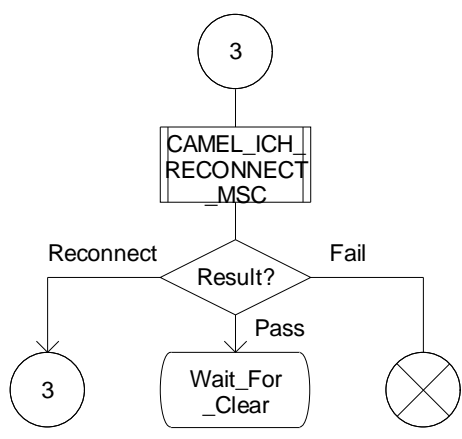 3
CAMEL_ICH_
RECONNECT
_MSC
Reconnect
Result?
Fail
Pass
3
Wait_For
_Clear